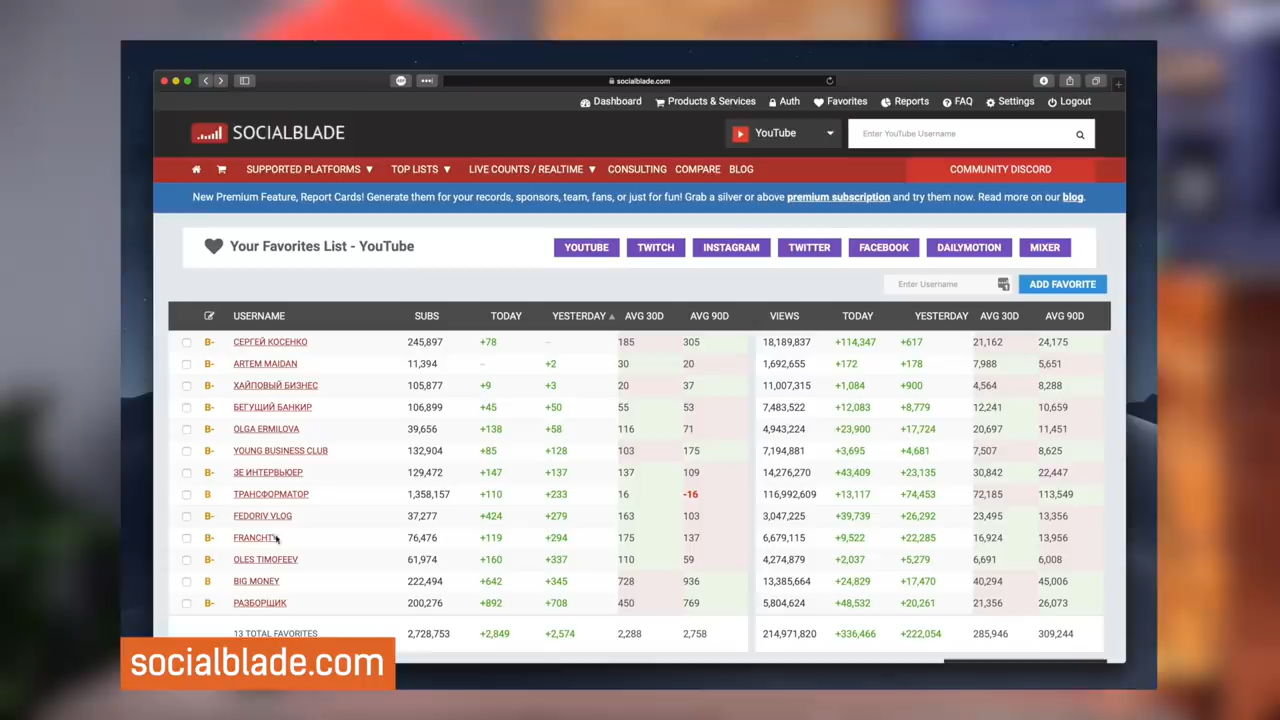 socialblade.com
Dashboard Products & Services Auth Favorites Reports FAQ Settings Logout
SOCIALBLADE YouTube Enter YouTube Username
SUPPORTED PLATFORMS ▼ TOP LISTS ▼ LIVE COUNTS / REALTIME ▼ CONSULTING COMPARE BLOG COMMUNITY DISCORD
New Premium Feature, Report Cards! Generate them for your records, sponsors, team, fans, or just for fun! Grab a silver or above premium subscription and try them now. Read more on our blog.
Your Favorites List - YouTube YOUTUBE TWITCH INSTAGRAM TWITTER FACEBOOK DAILYMOTION MIXER
Enter Username ADD FAVORITE
USERNAME SUBS TODAY YESTERDAY AVG 30D AVG 90D VIEWS TODAY YESTERDAY AVG 30D AVG 90D
B- СЕРГЕЙ КОСЕНКО 245,897 +78 – 185 305 18,189,837 +114,347 +617 21,162 24,175
B- ARTEM MAIDAN 11,394 – +2 30 20 1,692,655 +172 +178 7,988 5,651
B- ХАЙПОВЫЙ БИЗНЕС 105,877 +9 +3 20 37 11,007,315 +1,084 +900 4,564 8,288
B- БЕГУЩИЙ БАНКИР 106,899 +45 +50 55 53 7,483,522 +12,083 +8,779 12,241 10,659
B- OLGA ERMILOVA 39,656 +138 +58 116 71 4,943,224 +23,900 +17,724 20,697 11,451
B- YOUNG BUSINESS CLUB 132,904 +85 +128 103 175 7,194,881 +3,695 +4,681 7,507 8,625
B- ЗЕ ИНТЕРВЬЮЕР 129,472 +147 +137 137 109 14,276,270 +43,409 +23,135 30,842 22,447
B ТРАНСФОРМАТОР 1,358,157 +110 +233 16 -16 116,992,609 +13,117 +74,453 72,185 113,549
B- FEDORIV VLOG 37,277 +424 +279 163 103 3,047,225 +39,739 +26,292 23,495 13,356
B- 76,476 +119 +294 175 137 6,679,115 +9,522 +22,285 16,924 13,956
B- OLES TIMOFEEV 61,974 +160 +337 110 59 4,274,879 +2,037 +5,279 6,691 6,008
B BIG MONEY 222,494 +642 +345 728 936 13,385,664 +24,829 +17,470 40,294 45,006
B- РАЗБОРЩИК 200,276 +892 +708 450 769 5,804,624 +48,532 +20,261 21,356 26,073
13 TOTAL FAVORITES 2,728,753 +2,849 +2,574 2,288 2,758 214,971,820 +336,466 +222,054 285,946 309,244
socialblade.com